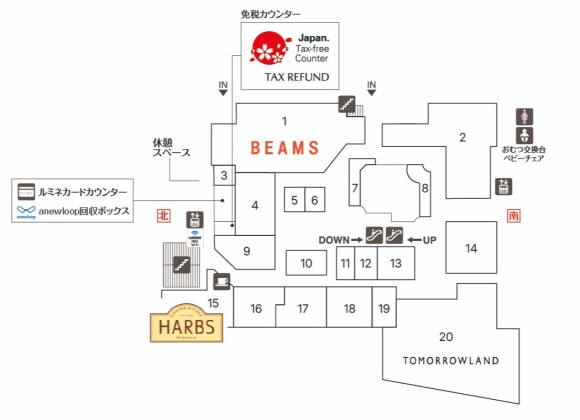 免税カウンター
Japan.
Tax-free
Counter
TAX REFUND
IN
IN
1
BEAMS
2
おむつ交換台
ベビーチェア
休憩
スペース
3
ルミネカードカウンター
anewloop
anewloop回収ボックス
北
4
5
6
7
8
南
DOWN
UP
9
10
11
12
13
14
15
HARBS
16
17
18
19
20
TOMORROWLAND